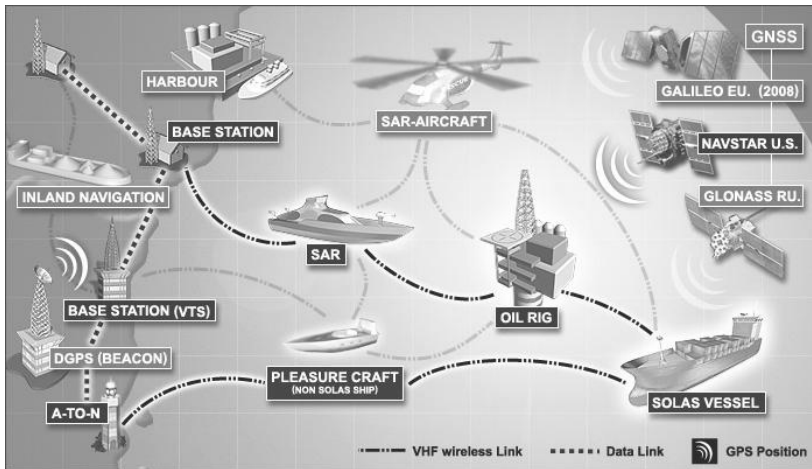 GNSS
HARBOUR
GALILEO EU. (2008)
SAR-AIRCRAFT
BASE STATION
NAVSTAR U.S.
INLAND NAVIGATION
GLONASS RU.
SAR
BASE STATION (VTS)
OIL RIG
DGPS (BEACON)
PLEASURE CRAFT
(NON SOLAS SHIP)
SOLAS VESSEL
A-TO-N
VHF wireless Link
Data Link
GPS Position